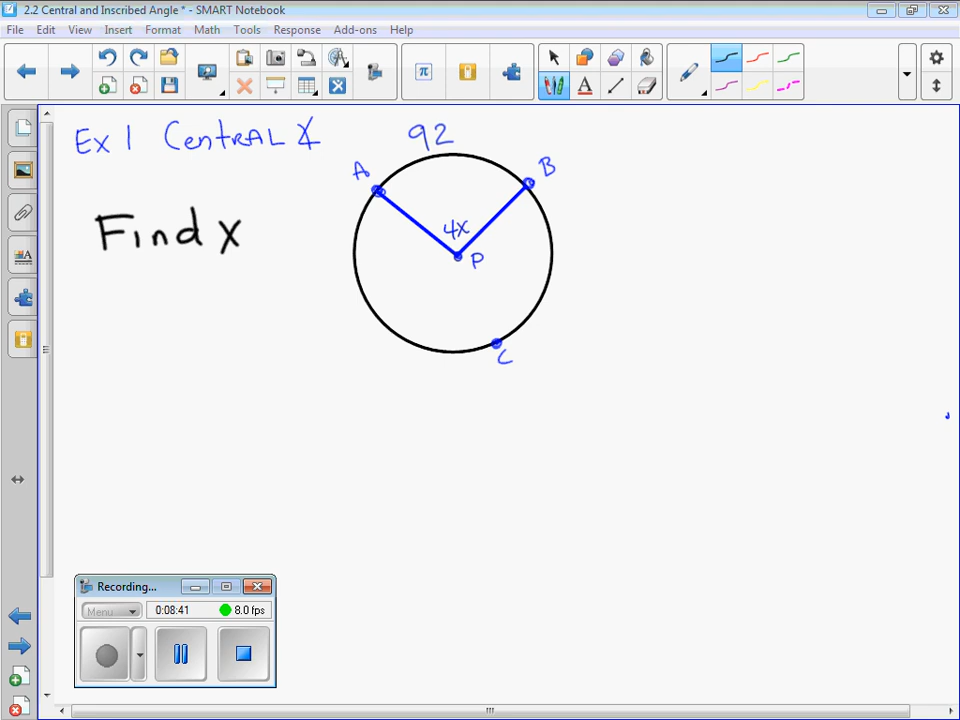 2.2 Central and Inscribed Angle * - SMART Notebook
File Edit View Insert Format Math Tools Response Add-ons Help
π
A
Ex 1 Central ∡
92
A
B
Find x
4x
P
C
Recording...
Menu
0:08:41
8.0 fps